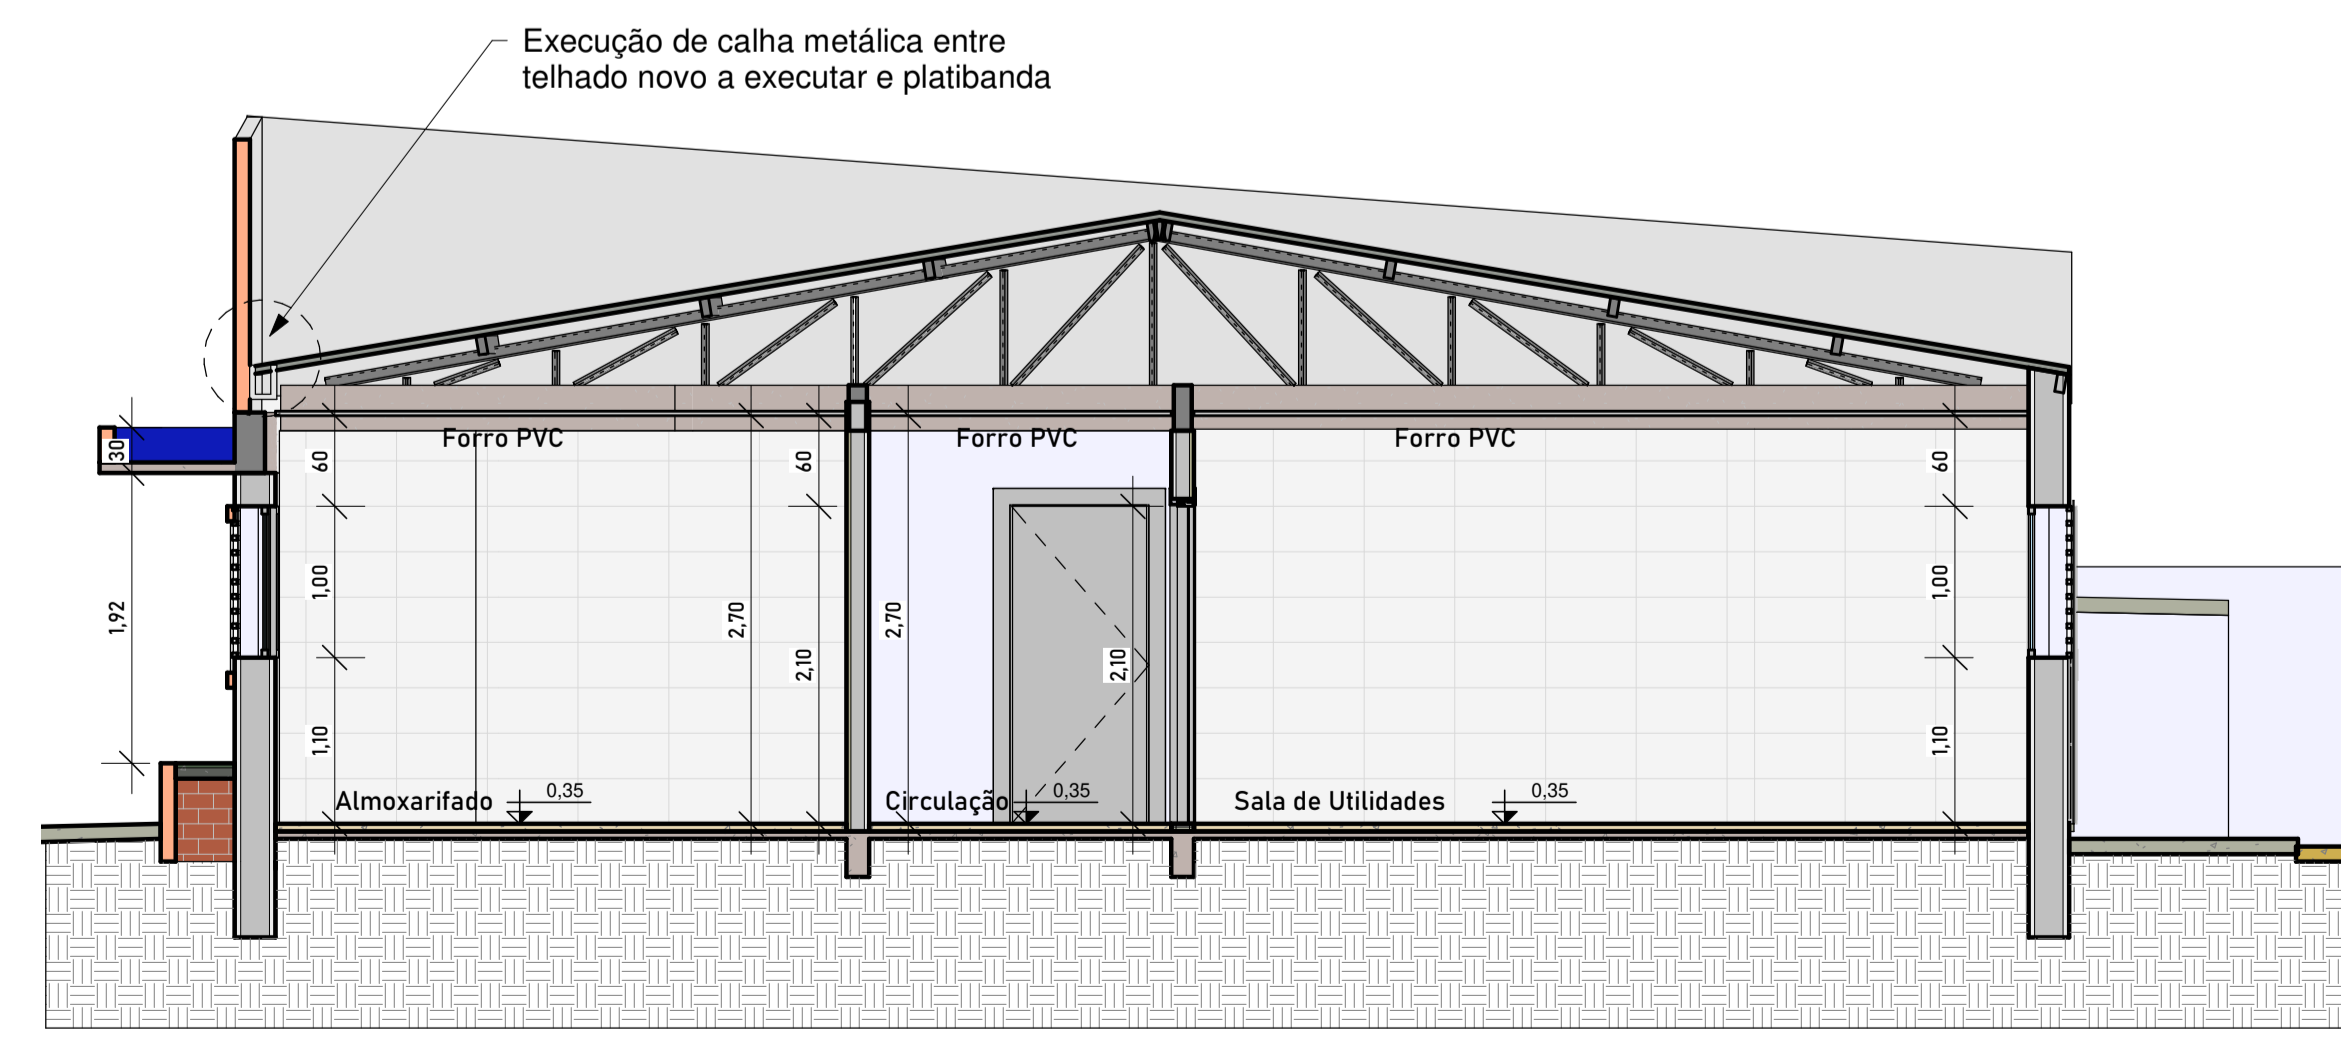 Execução de calha metálica entre
telhado novo a executar e platibanda
Forro PVC
Forro PVC
Forro PVC
30
60
60
60
1,92
1,00
2,70
2,10
2,70
2,10
1,00
1,10
1,10
Almoxarifado
0,35
Circulação
0,35
Sala de Utilidades
0,35